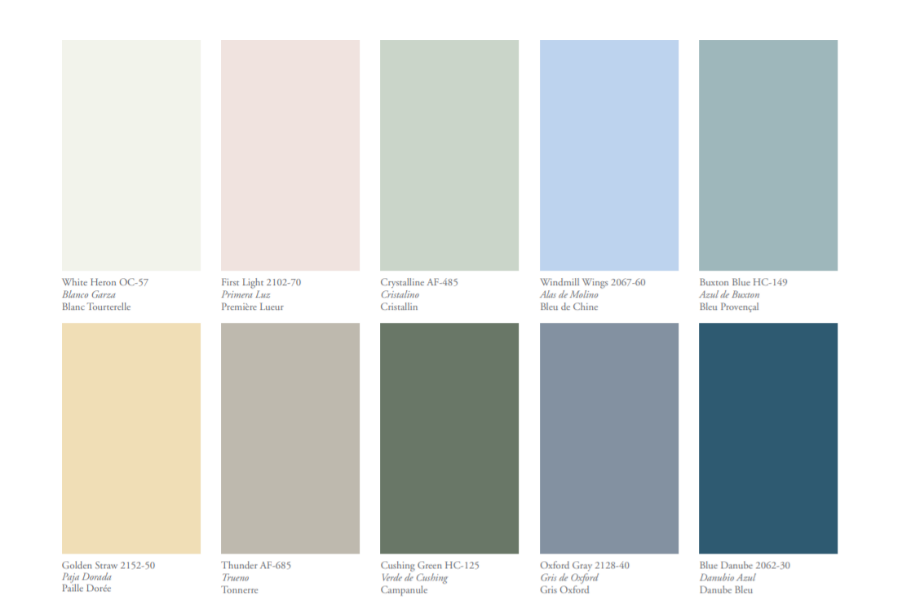 White Heron OC-57
Blanco Garza
Blanc Tourterelle
First Light 2102-70
Primera Luz
Première Lueur
Crystalline AF-485
Cristalino
Cristallin
Windmill Wings 2067-60
Alas de Molino
Bleu de Chine
Buxton Blue HC-149
Azul de Buxton
Bleu Provençal
Golden Straw 2152-50
Paja Dorada
Paille Dorée
Thunder AF-685
Trueno
Tonnerre
Cushing Green HC-125
Verde de Cushing
Campanule
Oxford Gray 2128-40
Gris de Oxford
Gris Oxford
Blue Danube 2062-30
Danubio Azul
Danube Bleu